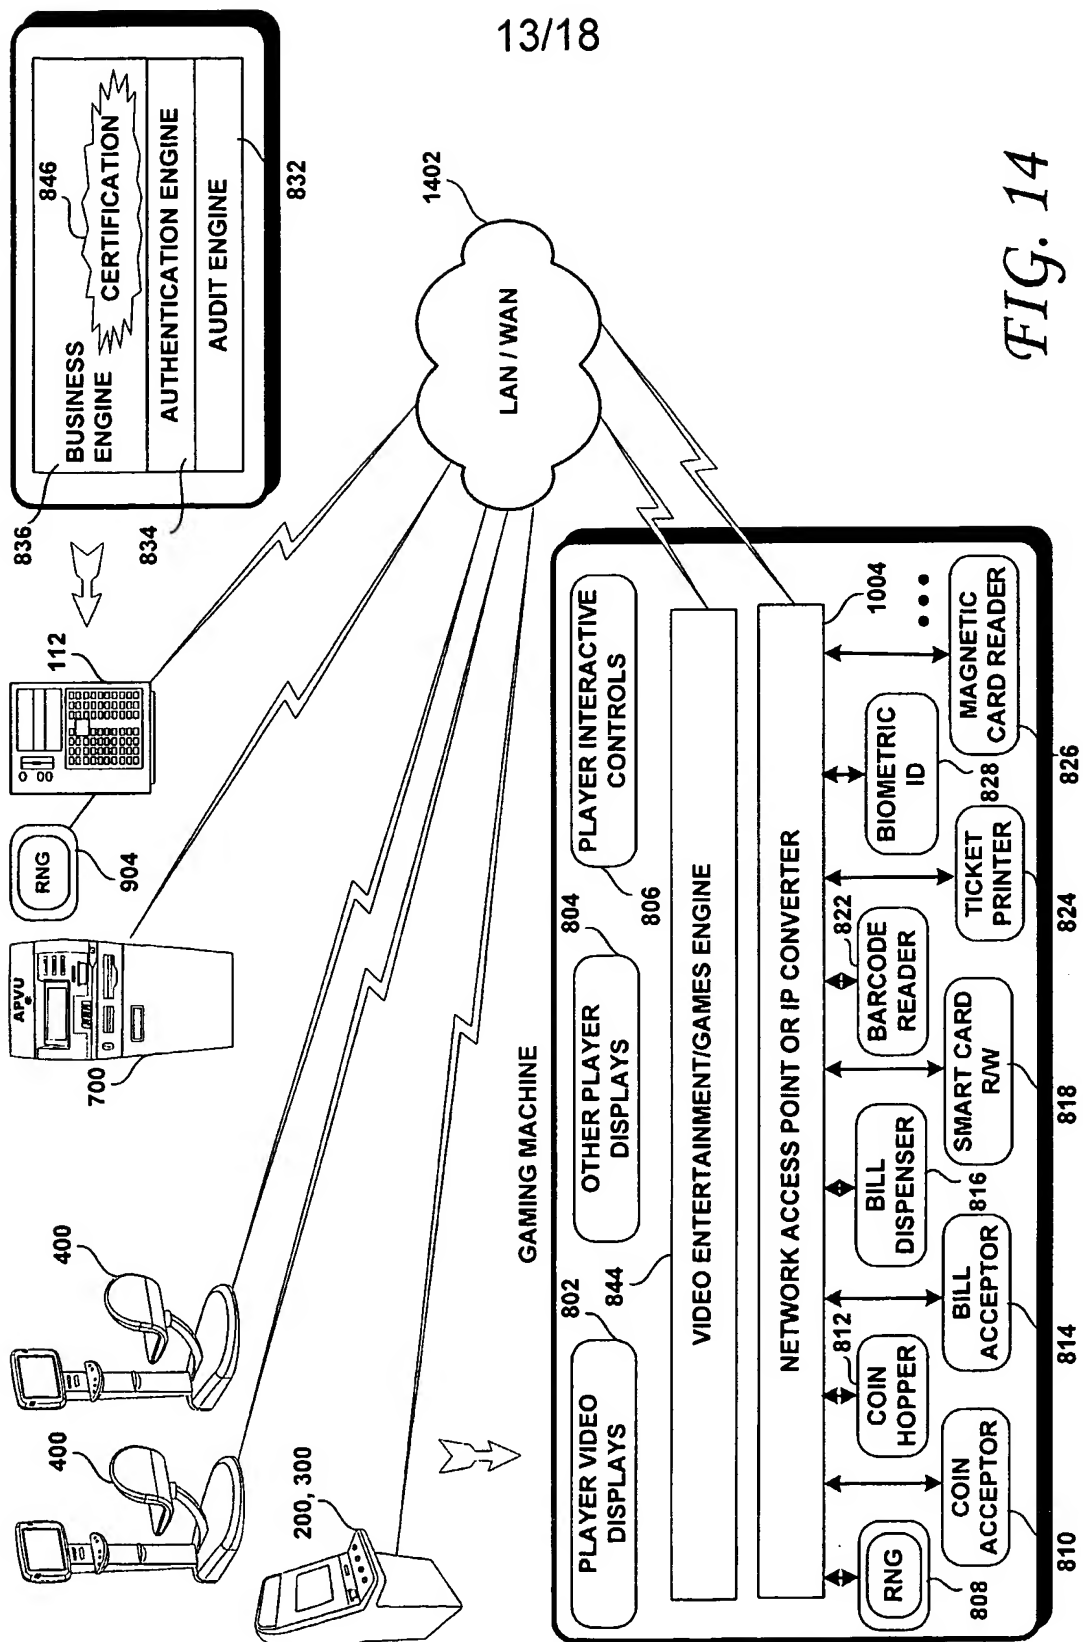 13/18
400
400
200, 300
APVU
700
RNG
904
112
836
BUSINESS
ENGINE
846
CERTIFICATION
AUTHENTICATION ENGINE
834
AUDIT ENGINE
832
1402
LAN / WAN
GAMING MACHINE
PLAYER VIDEO
DISPLAYS
802
OTHER PLAYER
DISPLAYS
804
PLAYER INTERACTIVE
CONTROLS
806
844
VIDEO ENTERTAINMENT/GAMES ENGINE
NETWORK ACCESS POINT OR IP CONVERTER
1004
RNG
808
COIN
ACCEPTOR
810
COIN
HOPPER
812
BILL
ACCEPTOR
814
BILL
DISPENSER
816
SMART CARD
R/W
818
BARCODE
READER
822
TICKET
PRINTER
824
BIOMETRIC
ID
828
MAGNETIC
CARD READER
826
FIG. 14